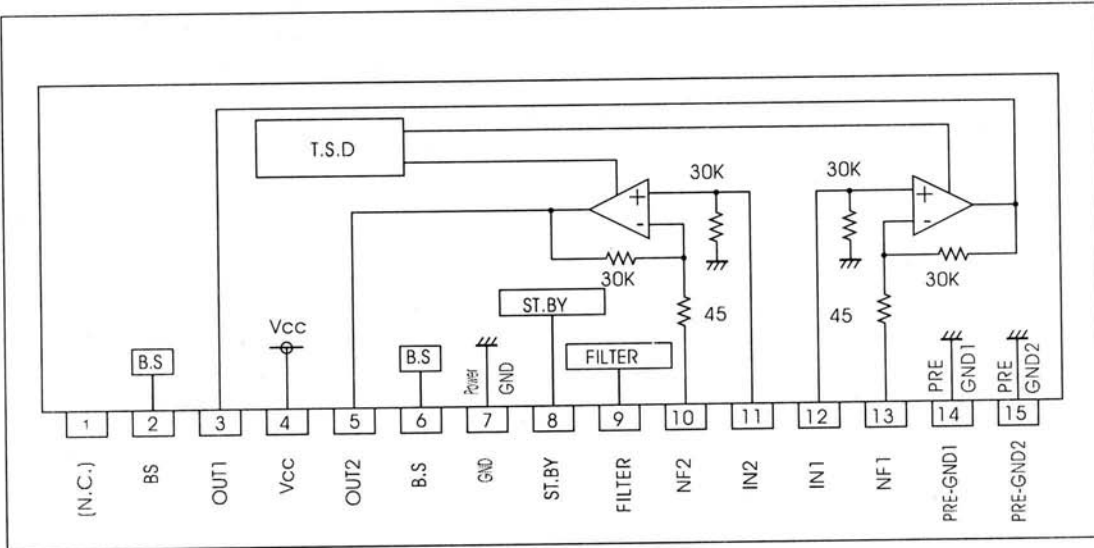 T.S.D
30K
30K
+
-
+
-
30K
30K
ST.BY
45
45
Vcc
B.S
B.S
Power
GND
FILTER
PRE
GND1
PRE
GND2
1
2
3
4
5
6
7
8
9
10
11
12
13
14
15
(N.C.)
BS
OUT1
Vcc
OUT2
B.S
GND
ST.BY
FILTER
NF2
IN2
IN1
NF1
PRE-GND1
PRE-GND2